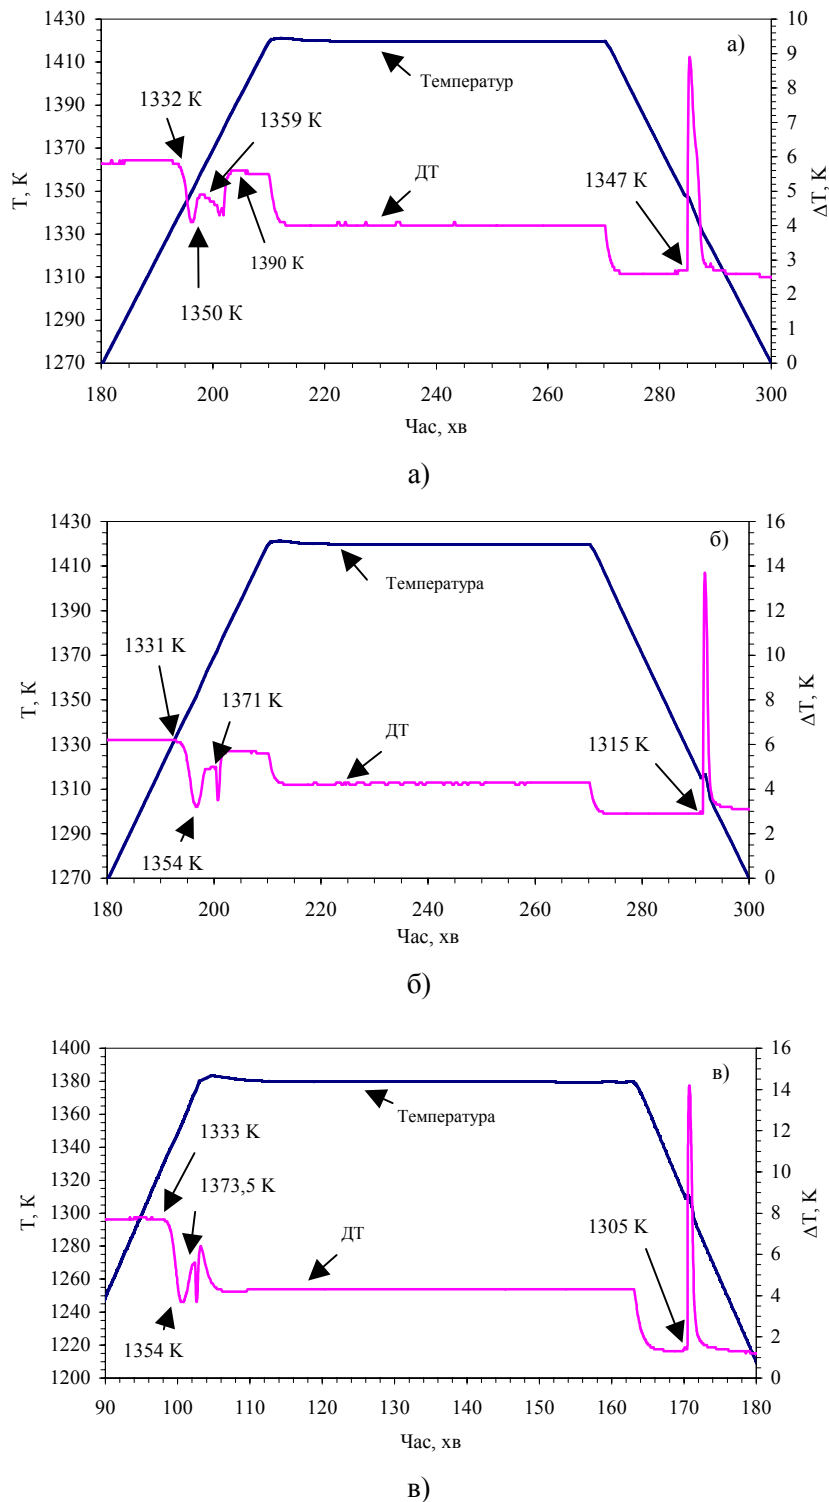 1430
1410
1390
1370
1350
1330
1310
1290
1270
T, K
10
9
8
7
6
5
4
3
2
1
0
ΔT, K
а)
Температур
1332 K
1359 K
ДТ
1347 K
1390 K
1350 K
180 200 220 240 260 280 300
Час, хв
а)
1430
1410
1390
1370
1350
1330
1310
1290
1270
T, K
16
14
12
10
8
6
4
2
0
ΔT, K
б)
Температура
1331 K
1371 K
ДТ
1315 K
1354 K
180 200 220 240 260 280 300
Час, хв
б)
1400
1380
1360
1340
1320
1300
1280
1260
1240
1220
1200
T, K
16
14
12
10
8
6
4
2
0
ΔT, K
в)
Температура
1333 K
1373,5 K
ДТ
1305 K
1354 K
90 100 110 120 130 140 150 160 170 180
Час, хв
в)